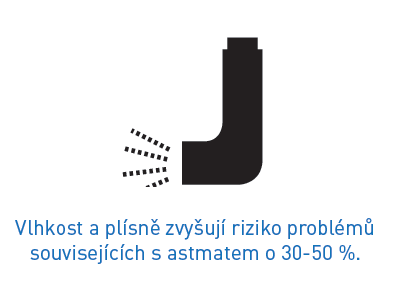 Vlhkost a plísně zvyšují riziko problémů
souvisejících s astmatem o 30-50 %.